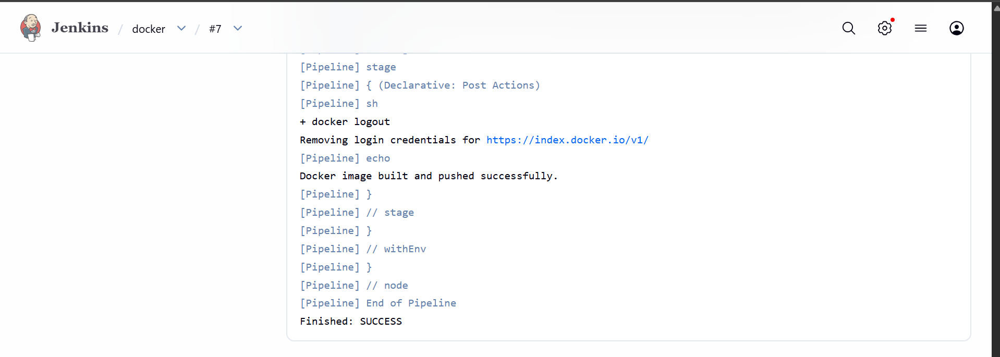 Jenkins / docker / #7
[Pipeline] stage
[Pipeline] { (Declarative: Post Actions)
[Pipeline] sh
+ docker logout
Removing login credentials for https://index.docker.io/v1/
[Pipeline] echo
Docker image built and pushed successfully.
[Pipeline] }
[Pipeline] // stage
[Pipeline] }
[Pipeline] // withEnv
[Pipeline] }
[Pipeline] // node
[Pipeline] End of Pipeline
Finished: SUCCESS